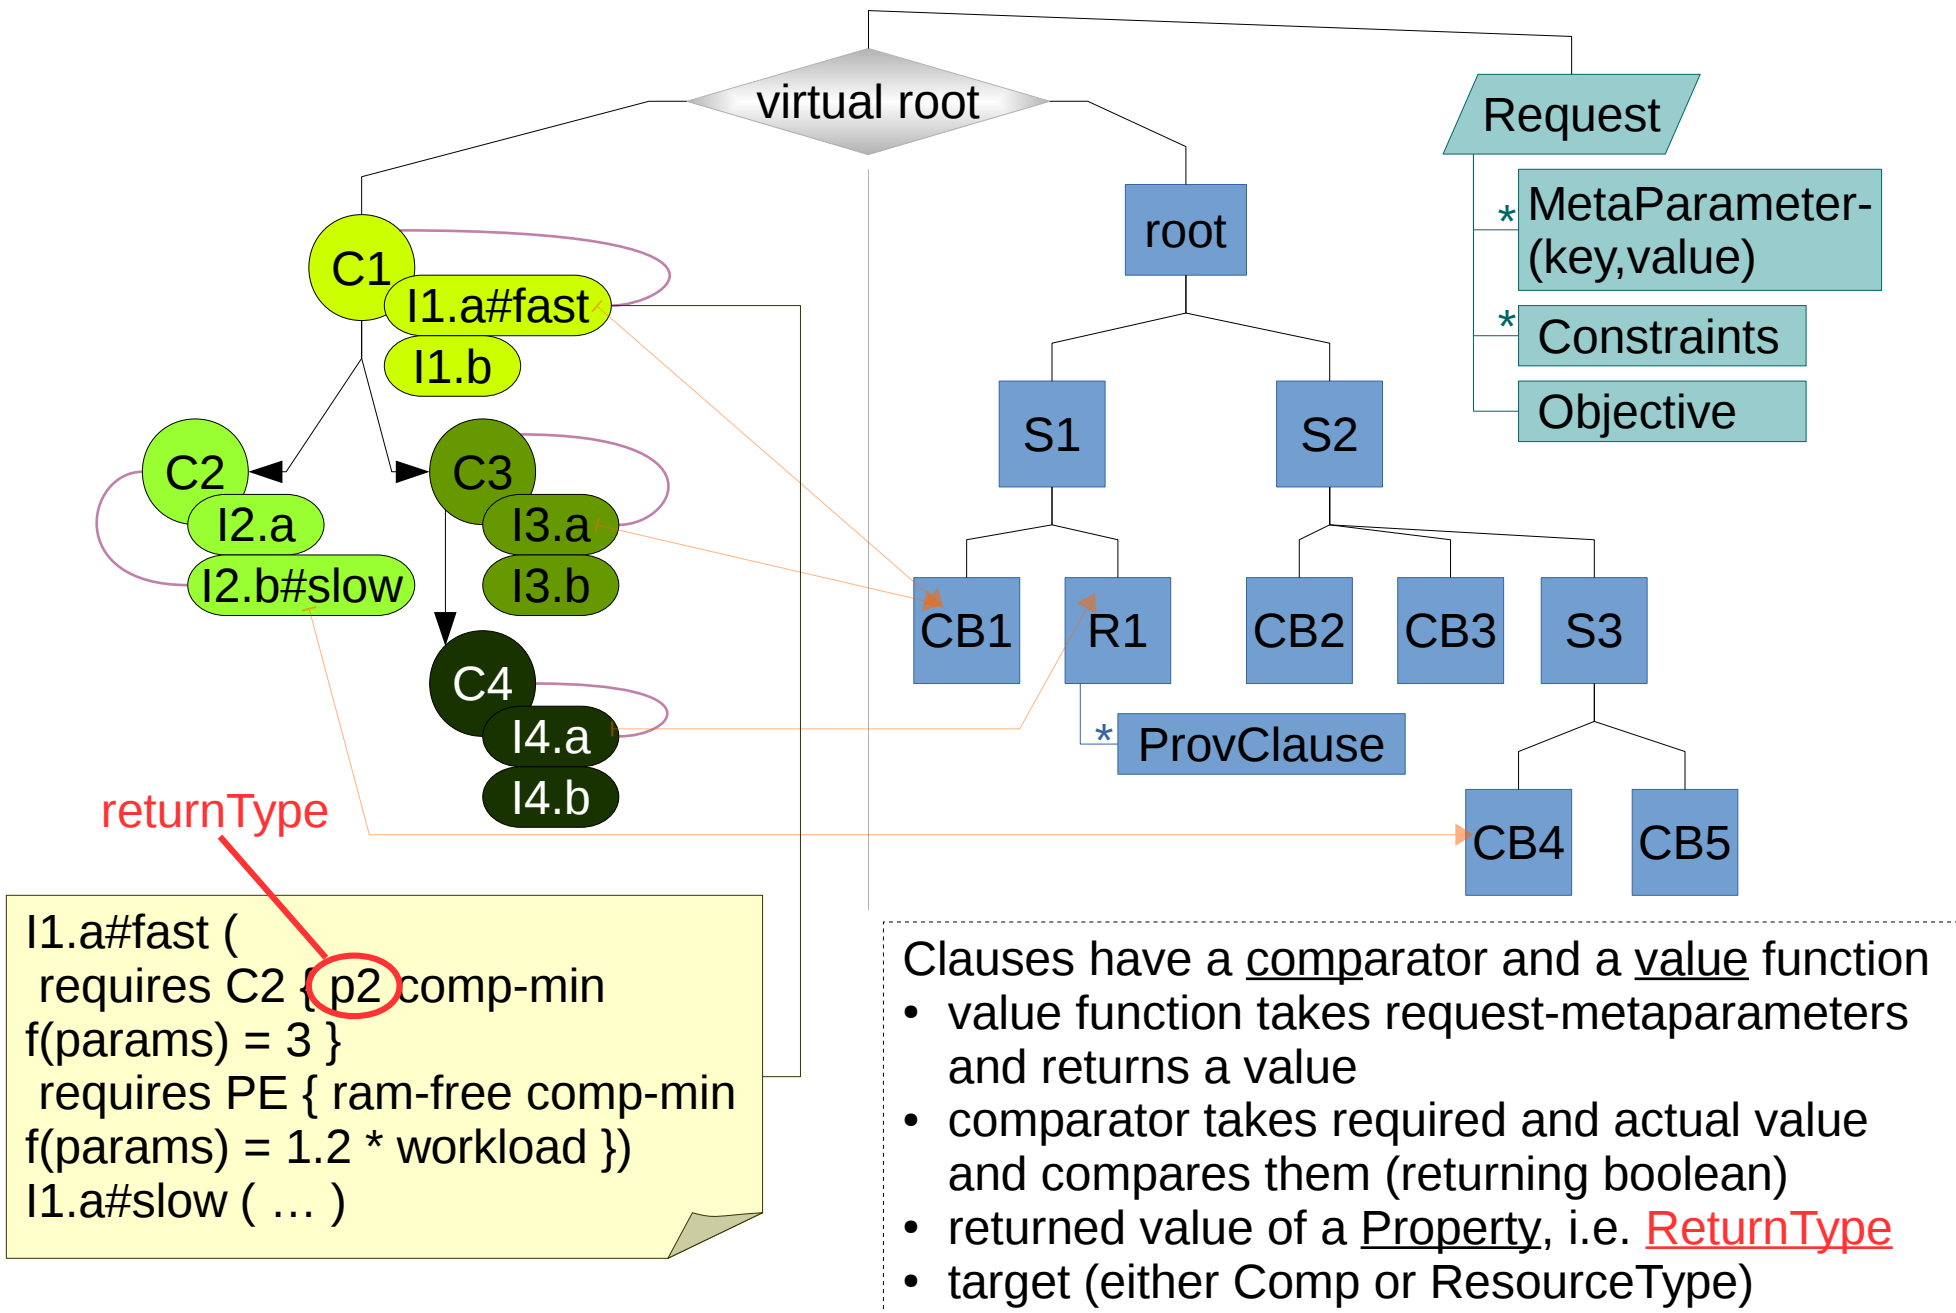 virtual root
Request
*
MetaParameter-
(key,value)
*
Constraints
Objective
C1
I1.a#fast
I1.b
root
C2
I2.a
I2.b#slow
C3
I3.a
I3.b
S1
S2
C4
I4.a
I4.b
CB1
R1
CB2
CB3
S3
*
ProvClause
CB4
CB5
returnType
I1.a#fast (
requires C2 { p2 comp-min
f(params) = 3 }
requires PE { ram-free comp-min
f(params) = 1.2 * workload })
I1.a#slow ( … )
Clauses have a comparator and a value function
• value function takes request-metaparameters
and returns a value
• comparator takes required and actual value
and compares them (returning boolean)
• returned value of a Property, i.e. ReturnType
• target (either Comp or ResourceType)